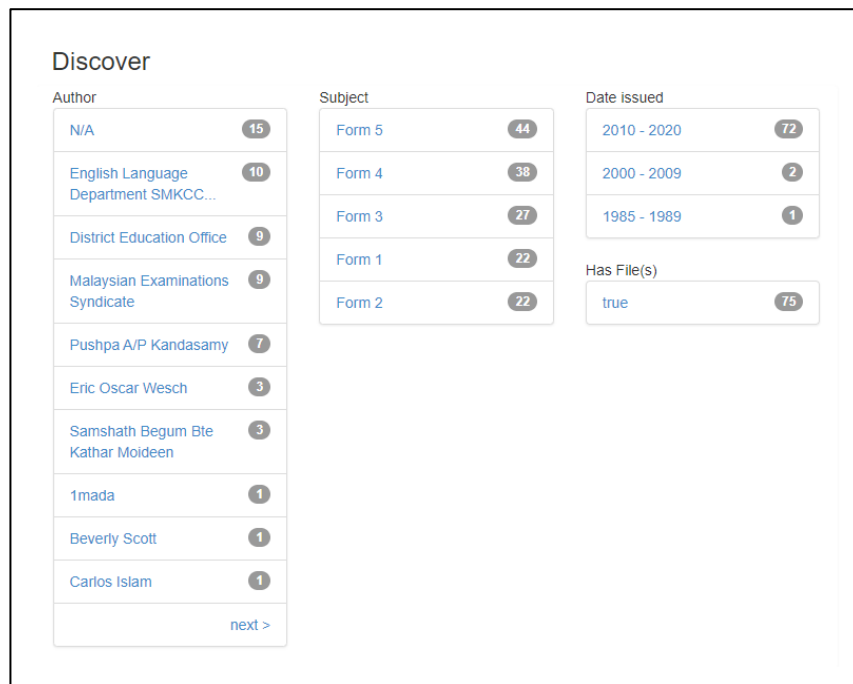 Discover
Author
N/A 15
English Language 10
Department SMKCC...
District Education Office 9
Malaysian Examinations 9
Syndicate
Pushpa A/P Kandasamy 7
Eric Oscar Wesch 3
Samshath Begum Bte 3
Kathar Moideen
1mada 1
Beverly Scott 1
Carlos Islam 1
next >
Subject
Form 5 44
Form 4 38
Form 3 27
Form 1 22
Form 2 22
Date issued
2010 - 2020 72
2000 - 2009 2
1985 - 1989 1
Has File(s)
true 75